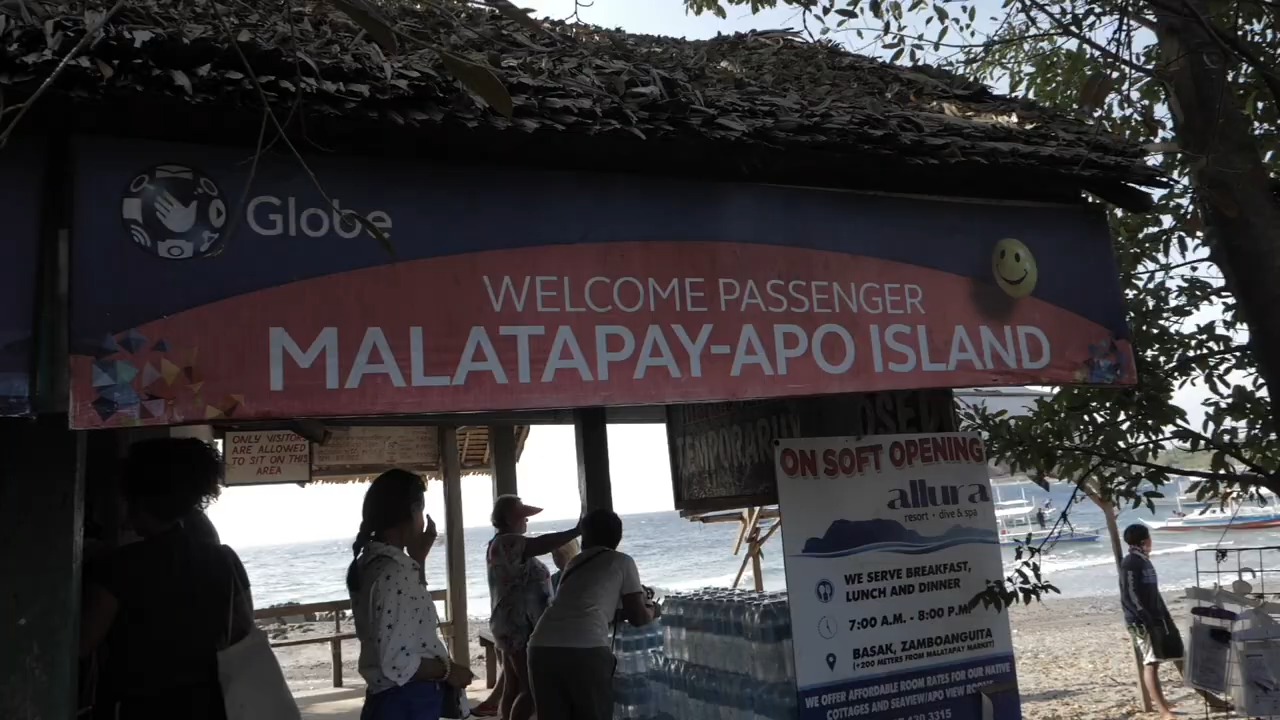 Globe
WELCOME PASSENGER
MALATAPAY-APO ISLAND
ONLY VISITORS
ARE ALLOWED
TO SIT ON THIS
AREA
ON SOFT OPENING
allura
resort • dive & spa
WE SERVE BREAKFAST,
LUNCH AND DINNER
7:00 A.M. - 8:00 P.M.
BASAK, ZAMBOANGUITA
(+200 METERS FROM MALATAPAY MARKET)
WE OFFER AFFORDABLE ROOM RATES FOR OUR NATIVE
COTTAGES AND SEAVIEW/APO VIEW ROOMS
3315